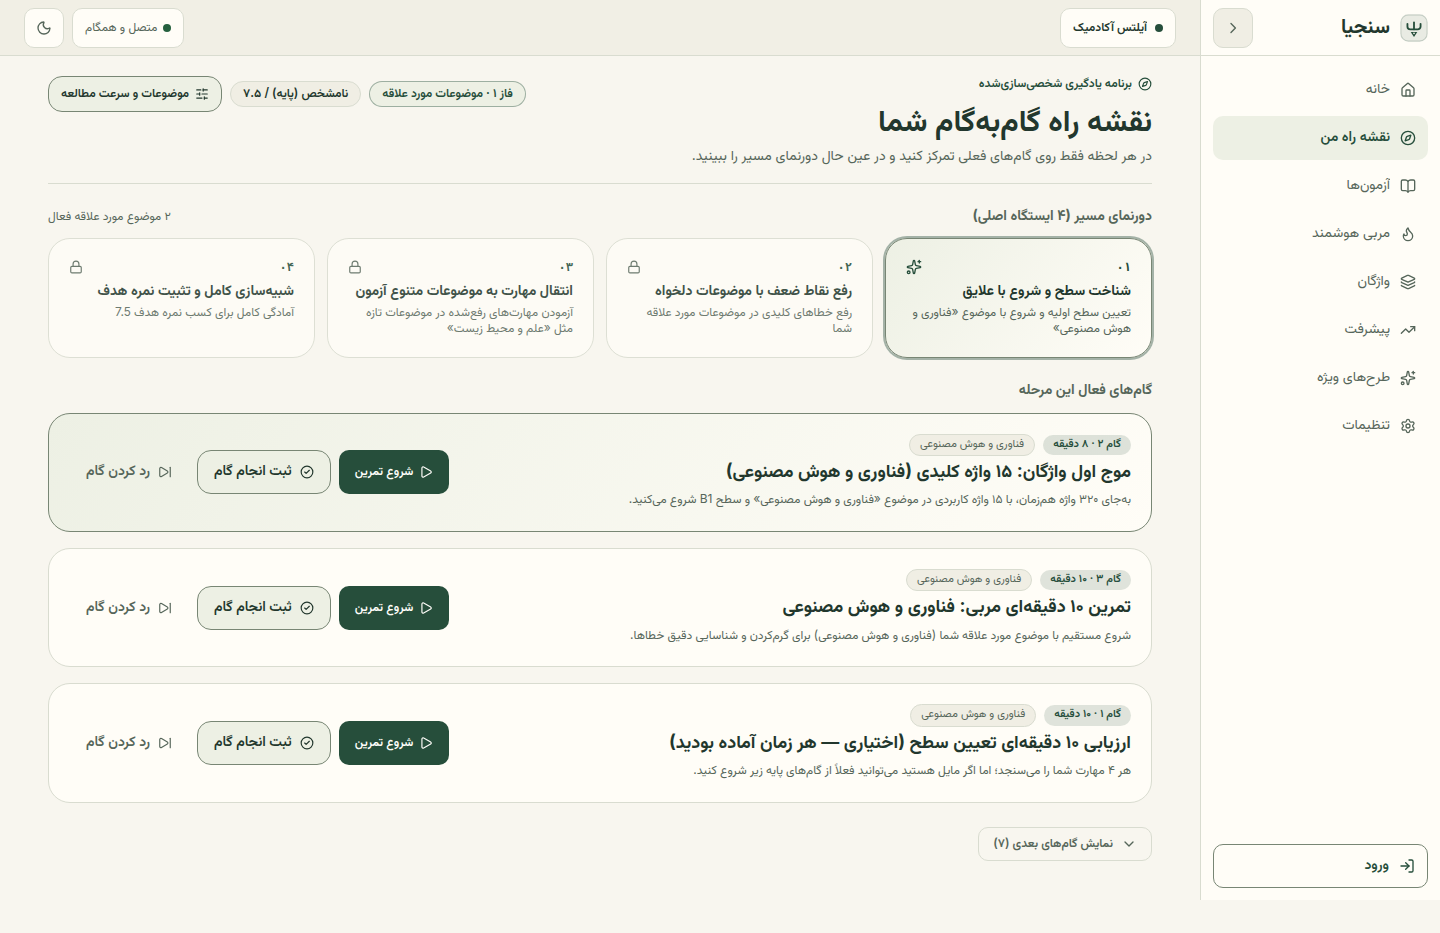 سنجیا
خانه
نقشه راه من
آزمون‌ها
مربی هوشمند
واژگان
پیشرفت
طرح‌های ویژه
تنظیمات
ورود
آیلتس آکادمیک
متصل و همگام
برنامه یادگیری شخصی‌سازی‌شده
نقشه راه گام‌به‌گام شما
در هر لحظه فقط روی گام‌های فعلی تمرکز کنید و در عین حال دورنمای مسیر را ببینید.
فاز ۱ · موضوعات مورد علاقه
نامشخص (پایه) / ۷.۵
موضوعات و سرعت مطالعه
دورنمای مسیر (۴ ایستگاه اصلی)
۲ موضوع مورد علاقه فعال
۰۱
شناخت سطح و شروع با علایق
تعیین سطح اولیه و شروع با موضوع «فناوری و
هوش مصنوعی»
۰۲
رفع نقاط ضعف با موضوعات دلخواه
رفع خطاهای کلیدی در موضوعات مورد علاقه
شما
۰۳
انتقال مهارت به موضوعات متنوع آزمون
آزمودن مهارت‌های رفع‌شده در موضوعات تازه
مثل «علم و محیط زیست»
۰۴
شبیه‌سازی کامل و تثبیت نمره هدف
آمادگی کامل برای کسب نمره هدف 7.5
گام‌های فعال این مرحله
گام ۲ · ۸ دقیقه
فناوری و هوش مصنوعی
موج اول واژگان: ۱۵ واژه کلیدی (فناوری و هوش مصنوعی)
به‌جای ۳۲۰ واژه هم‌زمان، با ۱۵ واژه کاربردی در موضوع «فناوری و هوش مصنوعی» و سطح B1 شروع می‌کنید.
شروع تمرین
ثبت انجام گام
رد کردن گام
گام ۳ · ۱۰ دقیقه
فناوری و هوش مصنوعی
تمرین ۱۰ دقیقه‌ای مربی: فناوری و هوش مصنوعی
شروع مستقیم با موضوع مورد علاقه شما (فناوری و هوش مصنوعی) برای گرم‌کردن و شناسایی دقیق خطاها.
شروع تمرین
ثبت انجام گام
رد کردن گام
گام ۱ · ۱۰ دقیقه
فناوری و هوش مصنوعی
ارزیابی ۱۰ دقیقه‌ای تعیین سطح (اختیاری — هر زمان آماده بودید)
هر ۴ مهارت شما را می‌سنجد؛ اما اگر مایل هستید می‌توانید فعلاً از گام‌های پایه زیر شروع کنید.
شروع تمرین
ثبت انجام گام
رد کردن گام
نمایش گام‌های بعدی (۷)